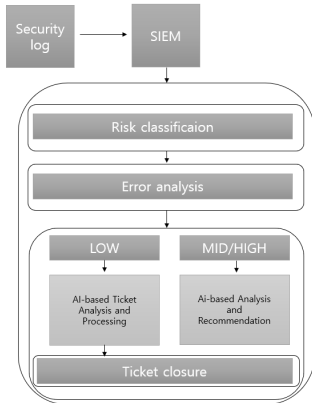 Security
log
SIEM
Risk classificaion
Error analysis
LOW
MID/HIGH
AI-based Ticket
Analysis and
Processing
Ai-based Analysis
and
Recommendation
Ticket closure